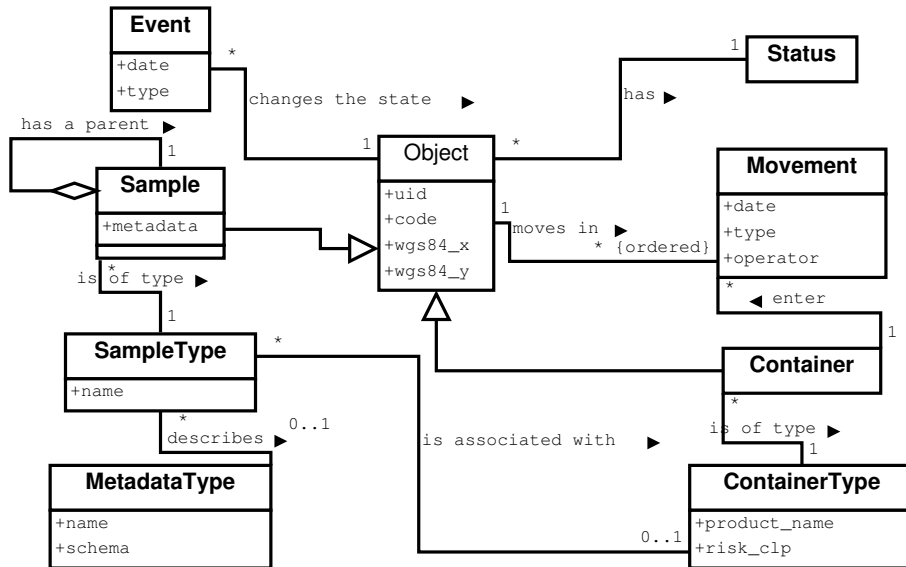 Event
+date
+type
*
changes the state ►
1
1
Status
*
has ►
*
has a parent ►
1
Sample
+metadata
Object
+uid
+code
+wgs84_x
+wgs84_y
1
moves in ►
* {ordered}
Movement
+date
+type
+operator
*
◄ enter
1
*
is of type ►
1
SampleType
+name
*
Container
*
is of type ►
1
*
describes ►
0..1
is associated with ►
MetadataType
+name
+schema
0..1
ContainerType
+product_name
+risk_clp